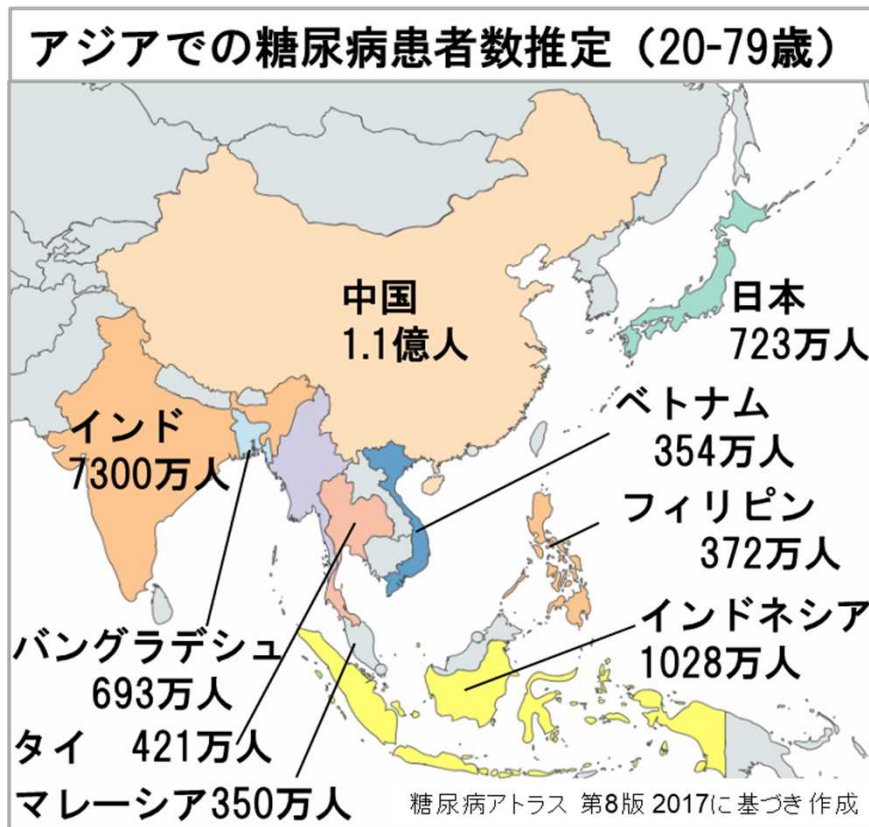 アジアでの糖尿病患者数推定（20-79歳）
中国
1.1億人
日本
723万人
インド
7300万人
ベトナム
354万人
フィリピン
372万人
インドネシア
1028万人
バングラデシュ
693万人
タイ 421万人
マレーシア350万人
糖尿病アトラス 第8版 2017に基づき作成